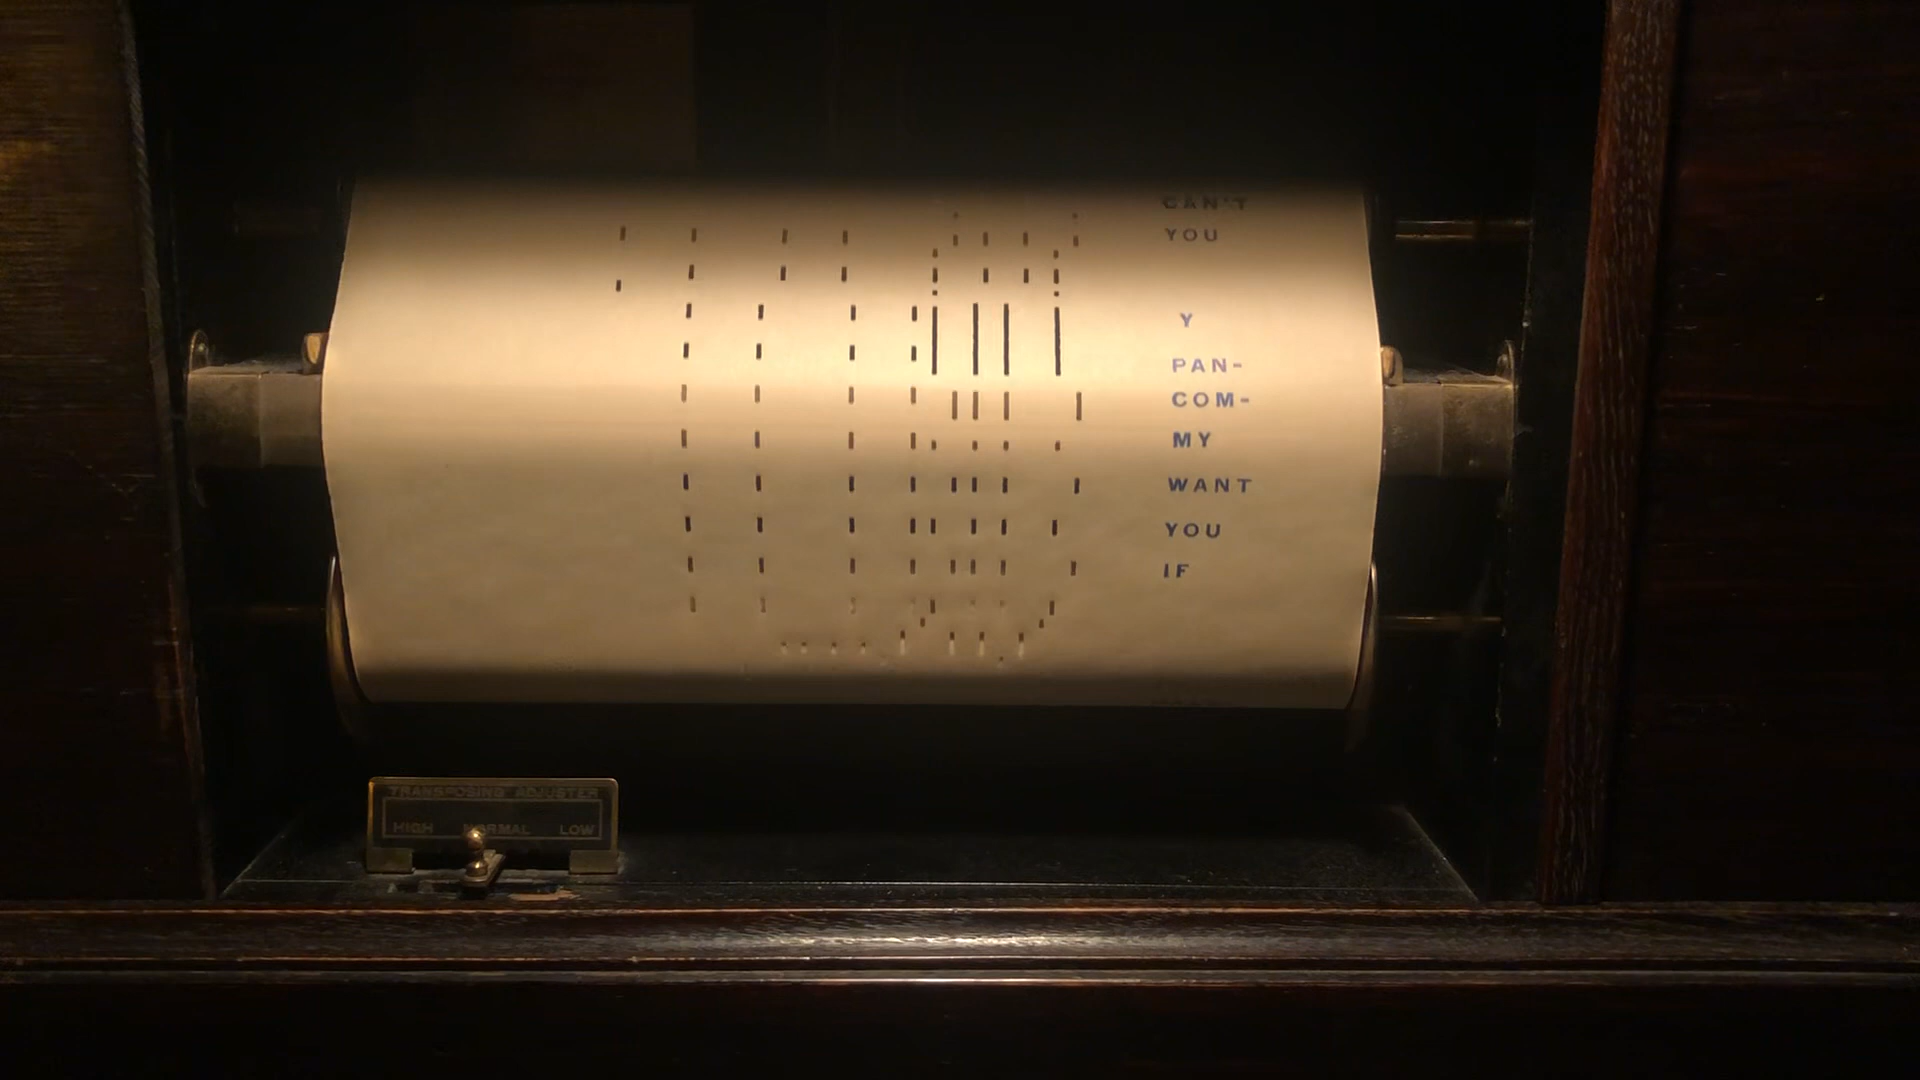 CAN'T
YOU
Y
PAN-
COM-
MY
WANT
YOU
IF
TRANSPOSING ADJUSTER
HIGH NORMAL LOW